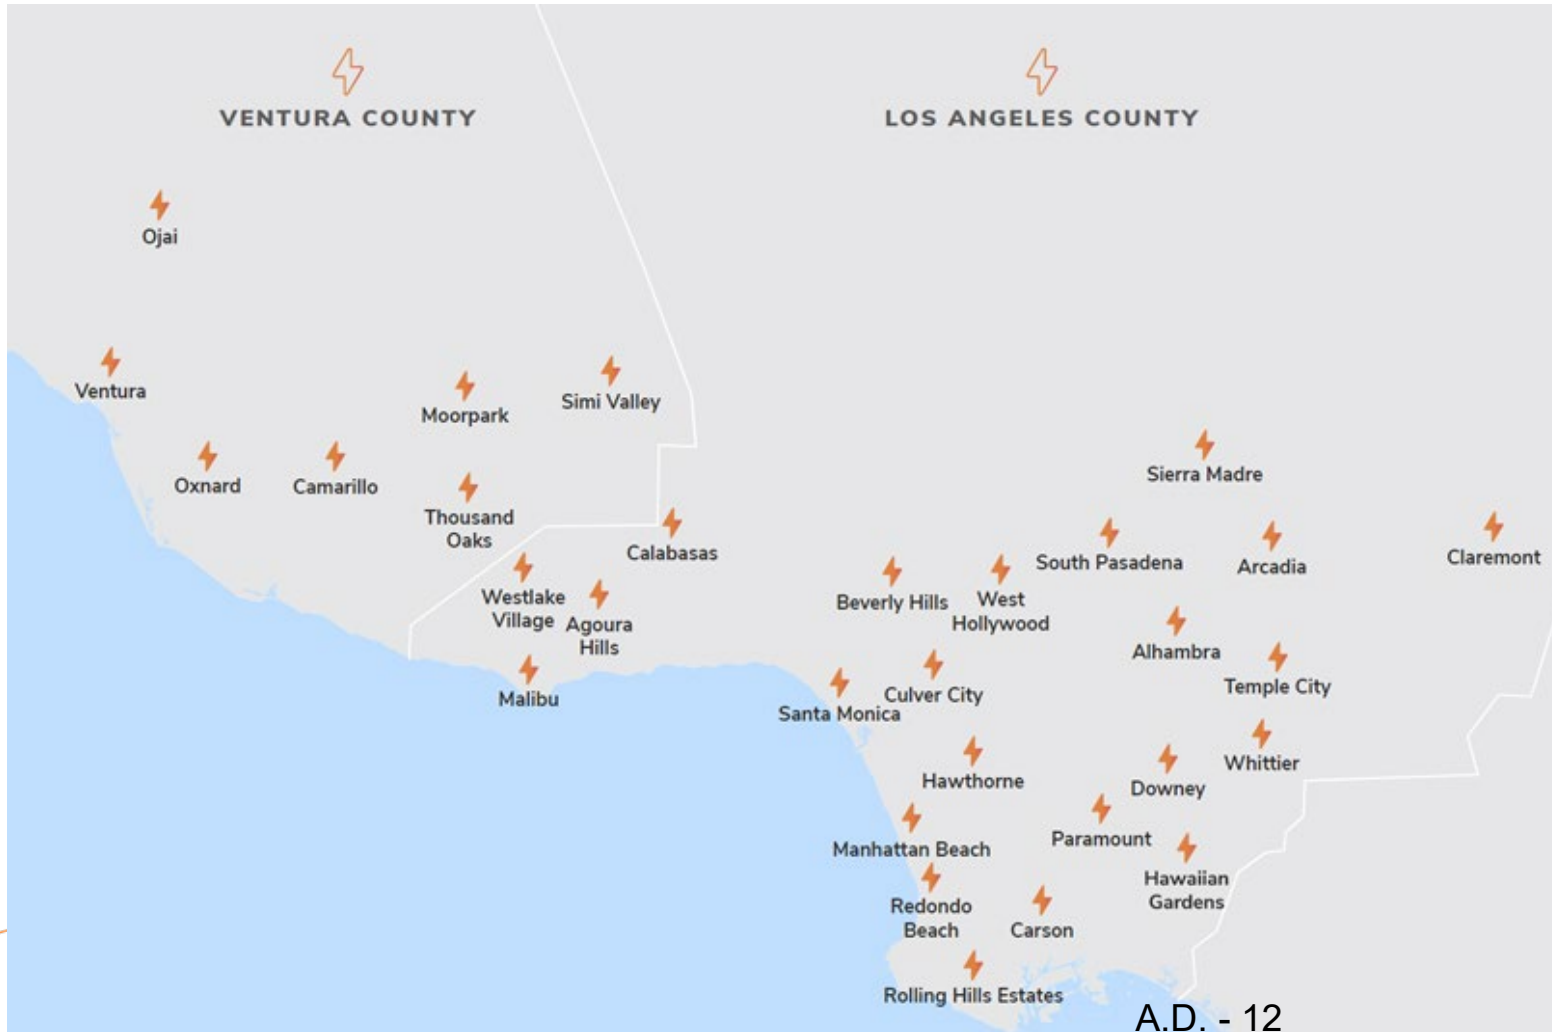 VENTURA COUNTY
LOS ANGELES COUNTY
Ojai
Ventura
Moorpark
Simi Valley
Oxnard
Camarillo
Thousand
Oaks
Sierra Madre
Calabasas
South Pasadena
Arcadia
Claremont
Westlake
Village
Agoura
Hills
Beverly Hills
West
Hollywood
Alhambra
Temple City
Malibu
Santa Monica
Culver City
Hawthorne
Downey
Whittier
Manhattan Beach
Paramount
Hawaiian
Gardens
Redondo
Beach
Carson
Rolling Hills Estates
A.D. - 12